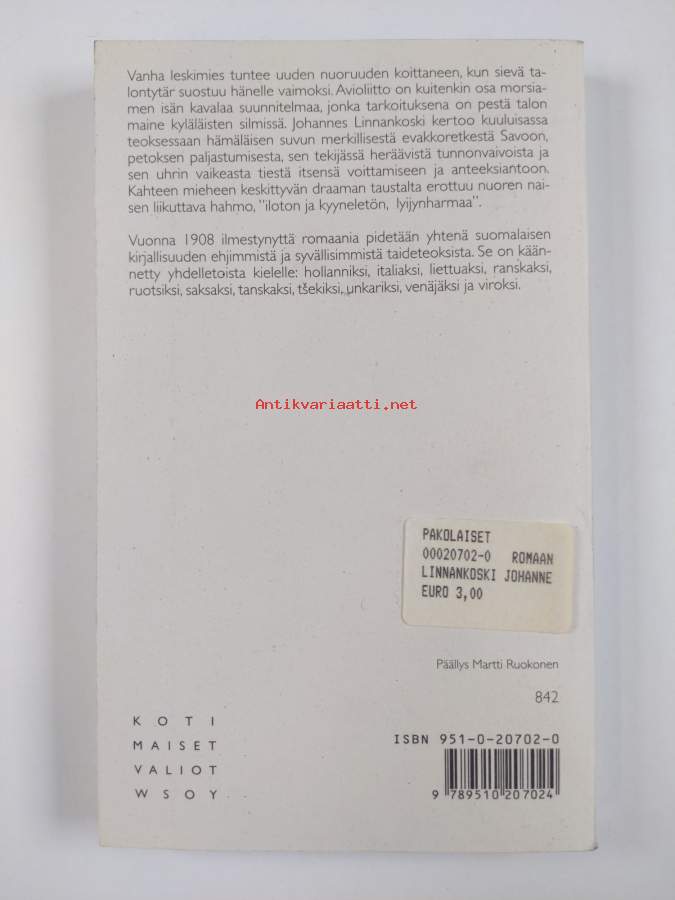 Vanha leskimies tuntee uuden nuoruuden koittaneen, kun sievä ta-
lontytär suostuu hänelle vaimoksi. Avioliitto on kuitenkin osa morsia-
men isän kavalaa suunnitelmaa, jonka tarkoituksena on pestä talon
maine kyläläisten silmissä. Johannes Linnankoski kertoo kuuluisassa
teoksessaan hämäläisen suvun merkillisestä evakkoretkestä Savoon,
petoksen paljastumisesta, sen tekijässä heräävistä tunnonvaivoista ja
sen uhrin vaikeasta tiestä itsensä voittamiseen ja anteeksiantoon.
Kahteen mieheen keskittyvän draaman taustalta erottuu nuoren nai-
sen liikuttava hahmo, "iloton ja kyyneletön, lyijynharmaa".
Vuonna 1908 ilmestynyttä romaania pidetään yhtenä suomalaisen
kirjallisuuden ehjimmistä ja syvällisimmistä taideteoksista. Se on kään-
netty yhdelletoista kielelle: hollanniksi, italiaksi, liettuaksi, ranskaksi,
ruotsiksi, saksaksi, tanskaksi, tšekiksi, unkariksi, venäjäksi ja viroksi.
Antikvariaatti.net
PAKOLAISET
00020702-0 ROMAAN
LINNANKOSKI JOHANNE
EURO 3,00
Päällys Martti Ruokonen
842
KOTI
MAISET
VALIOT
WSOY
ISBN 951-0-20702-0
9 789510 207024